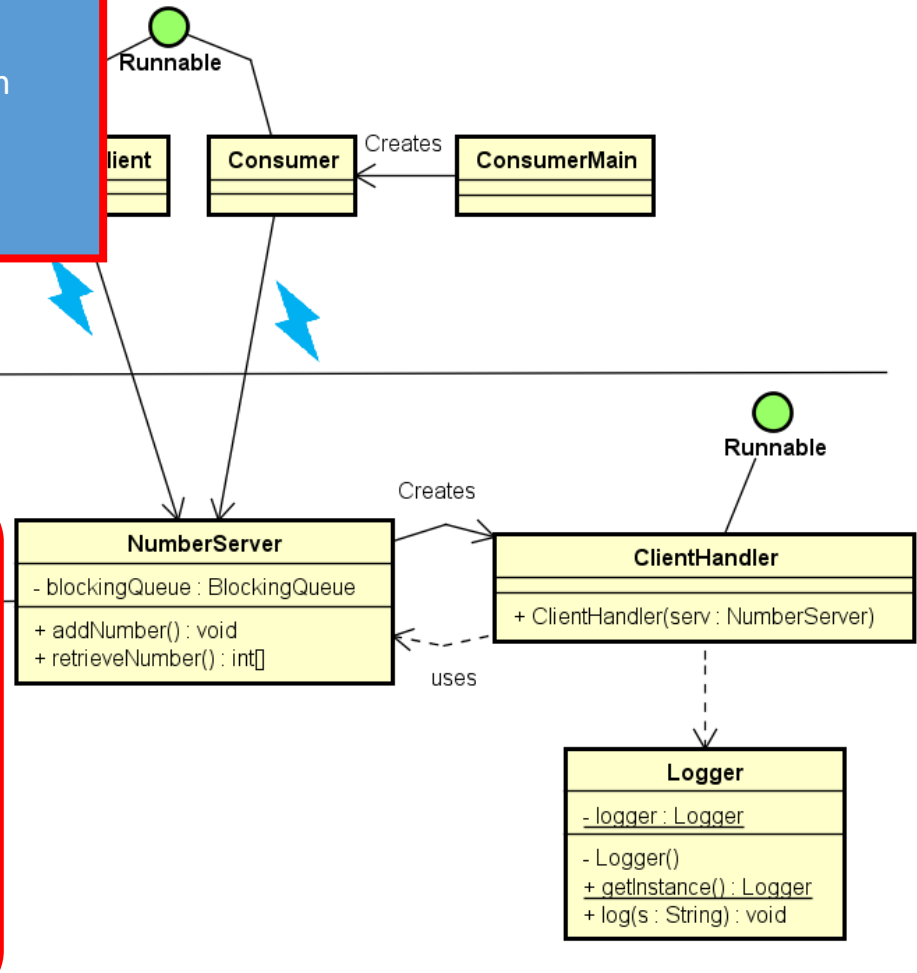 Runnable
Creates
Consumer
ConsumerMain
Runnable
Creates
NumberServer
- blockingQueue : BlockingQueue
+ addNumber() : void
+ retrieveNumber() : int[]
ClientHandler
+ ClientHandler(serv : NumberServer)
uses
Logger
- logger : Logger
- Logger()
+ getInstance() : Logger
+ log(s : String) : void